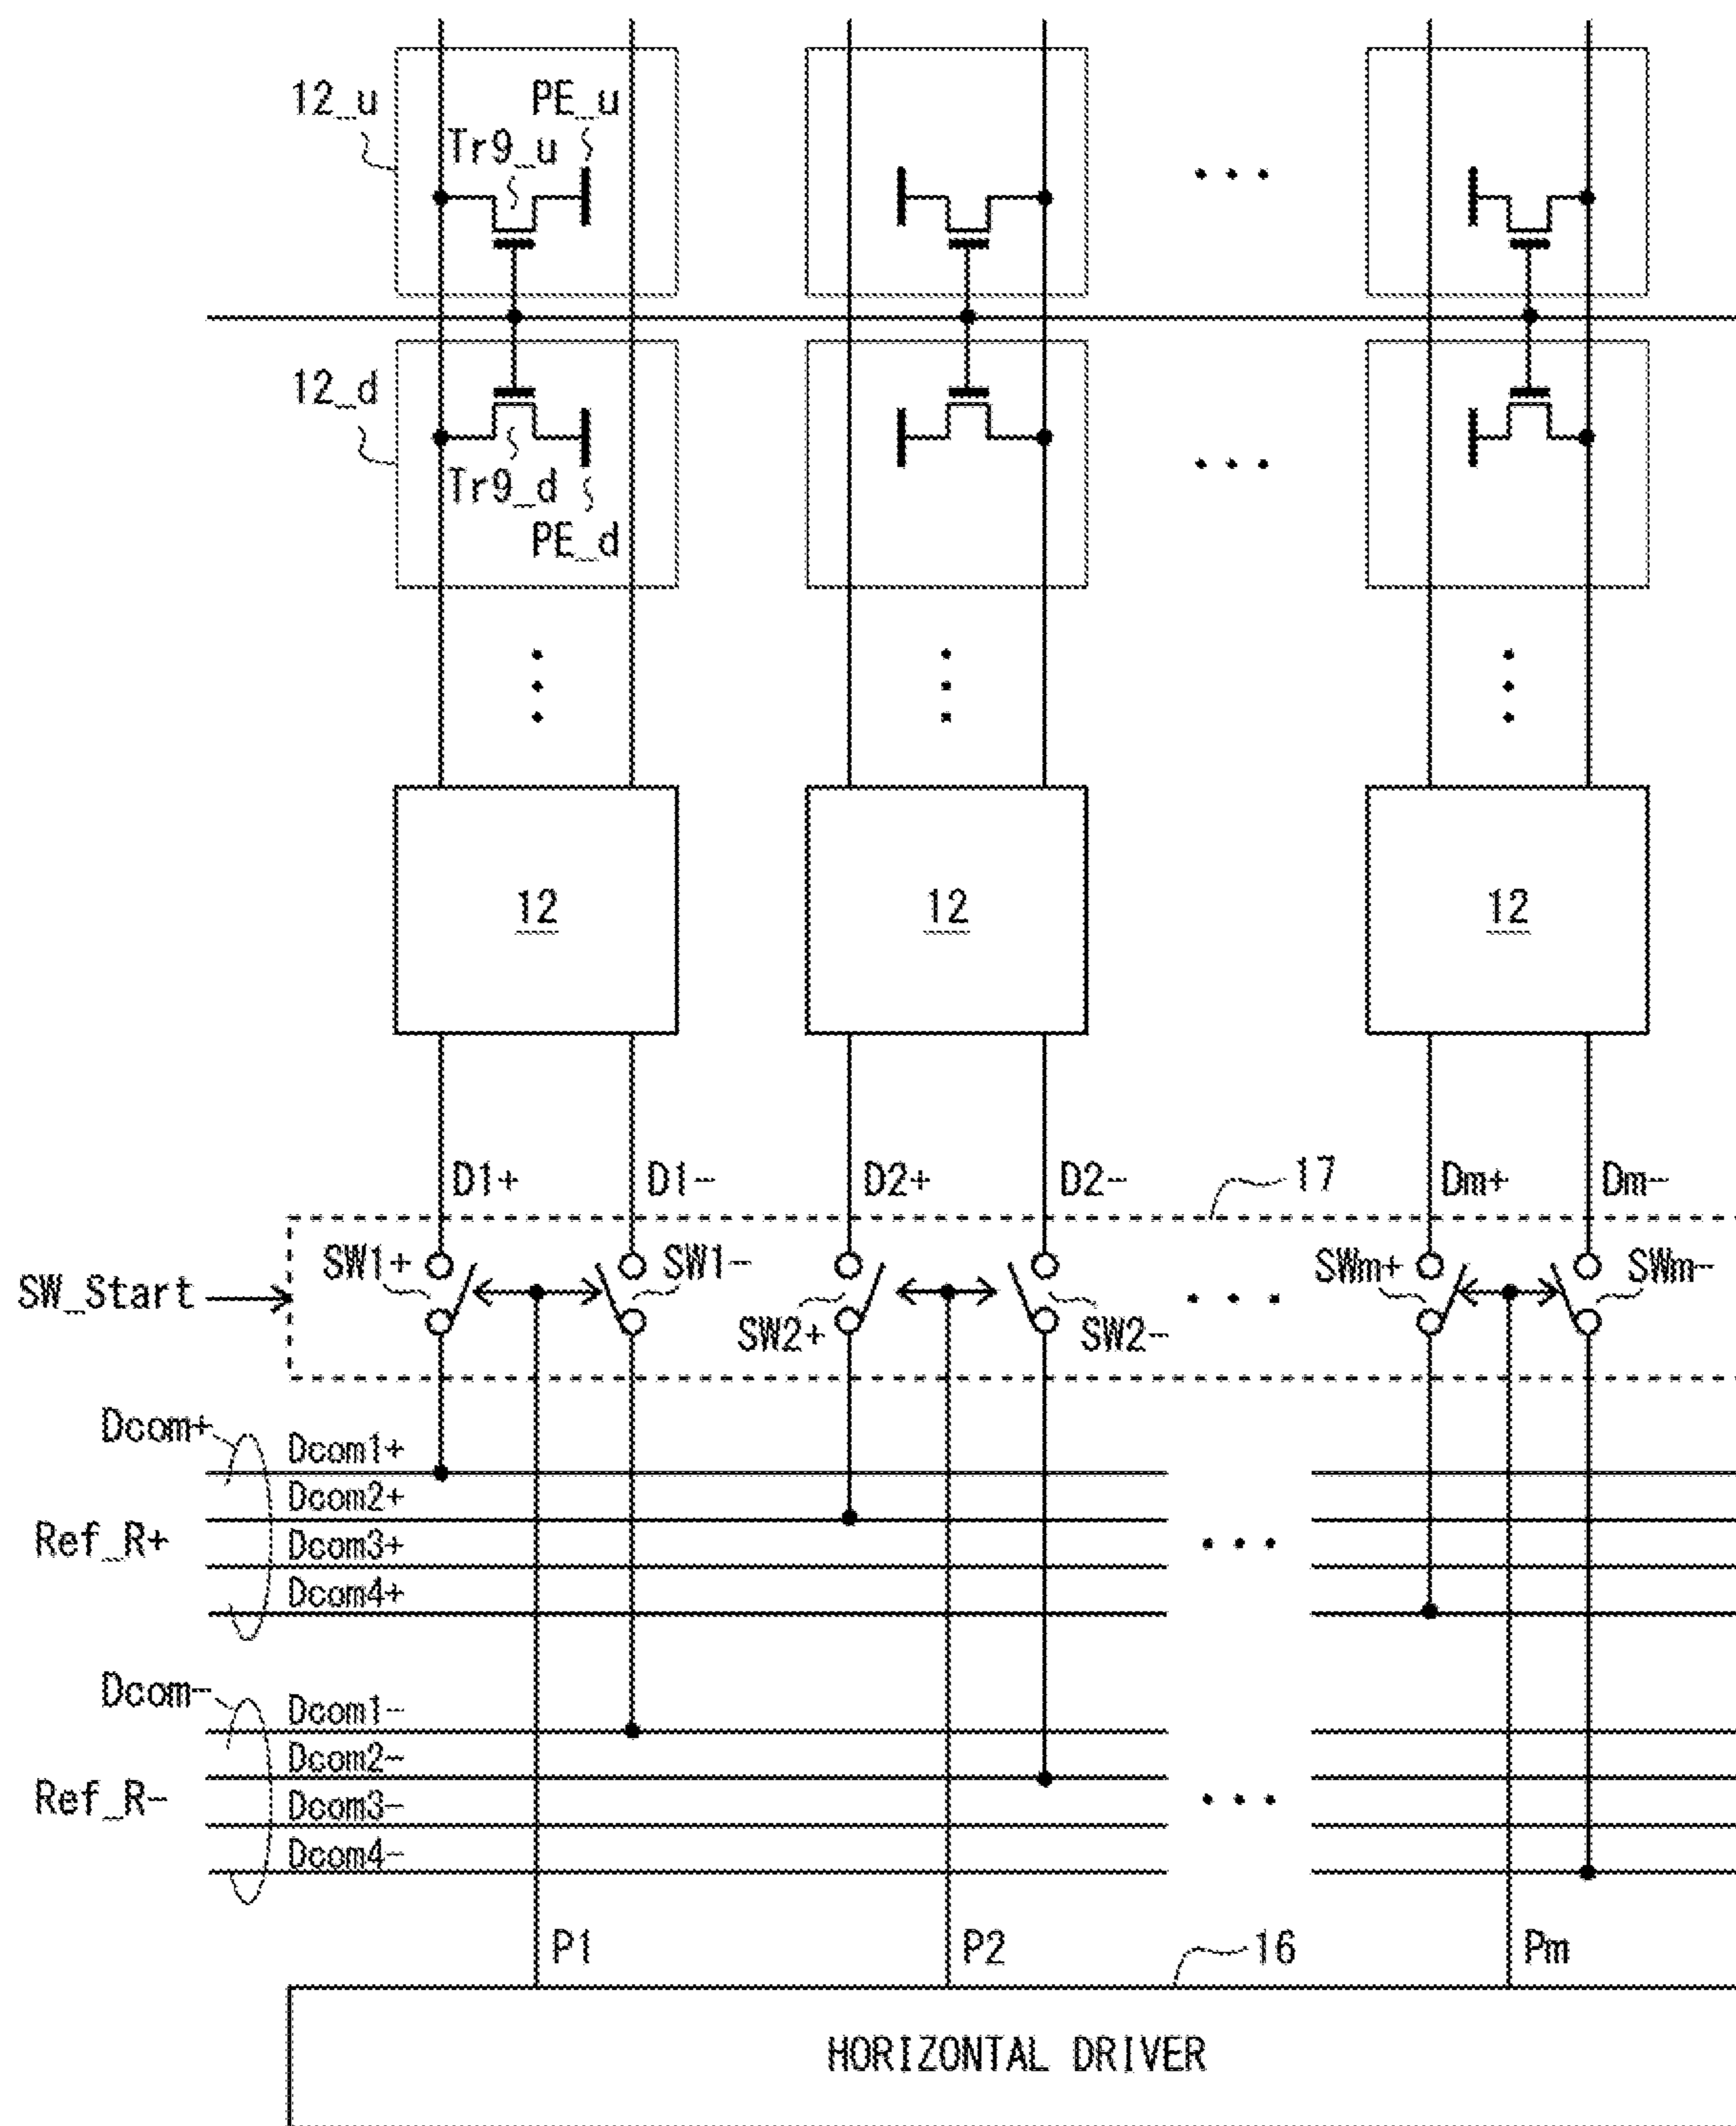 12_u
PE_u
Tr9_u
12_d
Tr9_d
PE_d
12
12
12
D1+
D1-
D2+
D2-
17
Dm+
Dm-
SW_Start
SW1+
SW1-
SW2+
SW2-
SWm+
SWm-
Dcom+
Dcom1+
Dcom2+
Ref_R+
Dcom3+
Dcom4+
Dcom-
Dcom1-
Dcom2-
Ref_R-
Dcom3-
Dcom4-
P1
P2
16
Pm
HORIZONTAL DRIVER